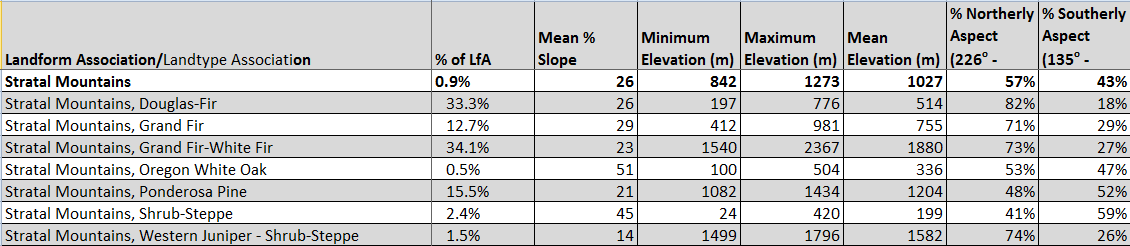 Landform Association/Landtype Association % of LfA Mean % Slope Minimum Elevation (m) Maximum Elevation (m) Mean Elevation (m) % Northerly Aspect (226° - % Southerly Aspect (135° -
Stratal Mountains 0.9% 26 842 1273 1027 57% 43%
Stratal Mountains, Douglas-Fir 33.3% 26 197 776 514 82% 18%
Stratal Mountains, Grand Fir 12.7% 29 412 981 755 71% 29%
Stratal Mountains, Grand Fir-White Fir 34.1% 23 1540 2367 1880 73% 27%
Stratal Mountains, Oregon White Oak 0.5% 51 100 504 336 53% 47%
Stratal Mountains, Ponderosa Pine 15.5% 21 1082 1434 1204 48% 52%
Stratal Mountains, Shrub-Steppe 2.4% 45 24 420 199 41% 59%
Stratal Mountains, Western Juniper - Shrub-Steppe 1.5% 14 1499 1796 1582 74% 26%